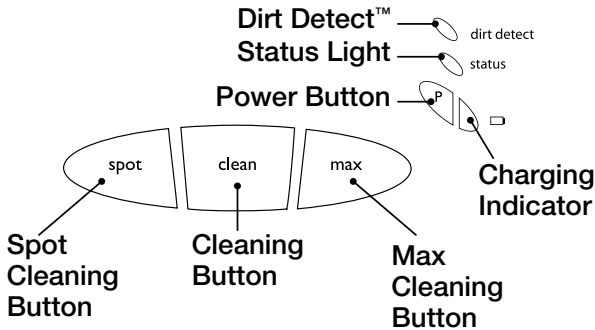 Dirt Detect™
dirt detect
Status Light
status
Power Button
P
spot
clean
max
Charging
Indicator
Spot
Cleaning
Button
Cleaning
Button
Max
Cleaning
Button